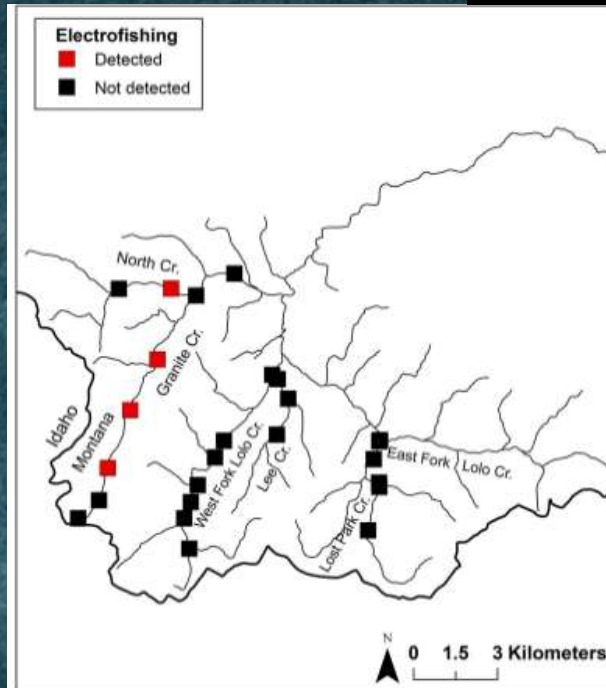 Electrofishing
Detected
Not detected
North Cr.
Granite Cr.
Idaho
Montana
West Fork Lolo Cr.
Lee Cr.
East Fork Lolo Cr.
Lost Park Cr.
N
0 1.5 3 Kilometers